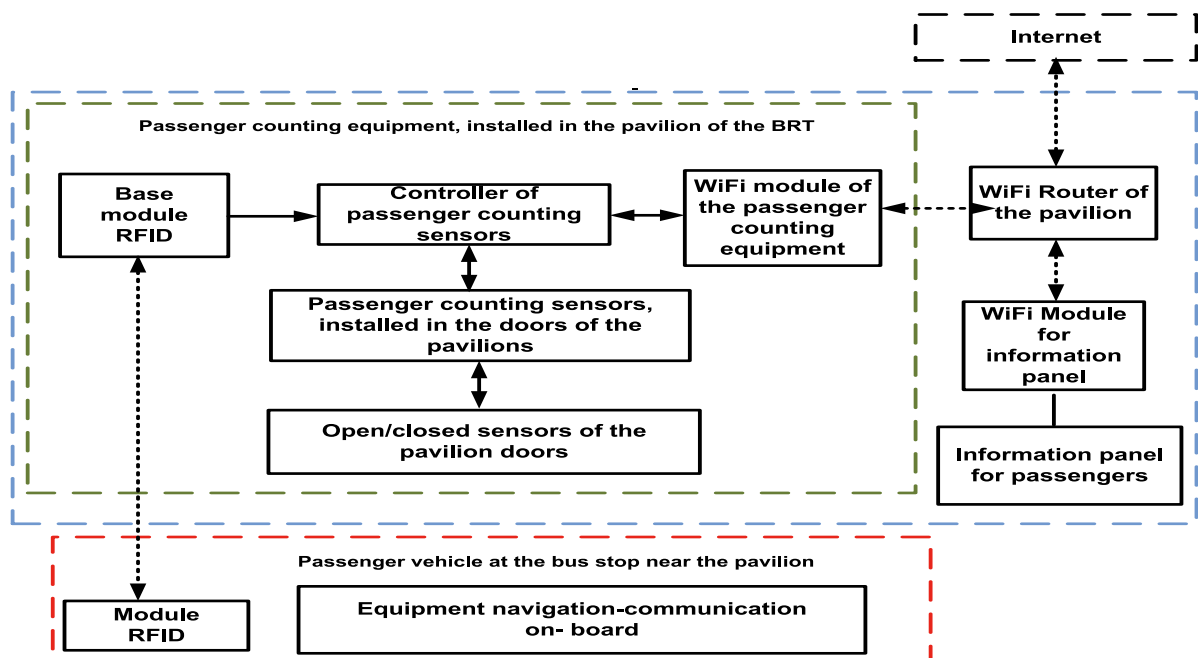 Internet
Passenger counting equipment, installed in the pavilion of the BRT
Base
module
RFID
Controller of
passenger counting
sensors
WiFi module of
the passenger
counting
equipment
WiFi Router of
the pavilion
Passenger counting sensors,
installed in the doors of the
pavilions
WiFi Module
for
information
panel
Open/closed sensors of the
pavilion doors
Information panel
for passengers
Passenger vehicle at the bus stop near the pavilion
Module
RFID
Equipment navigation-communication
on- board